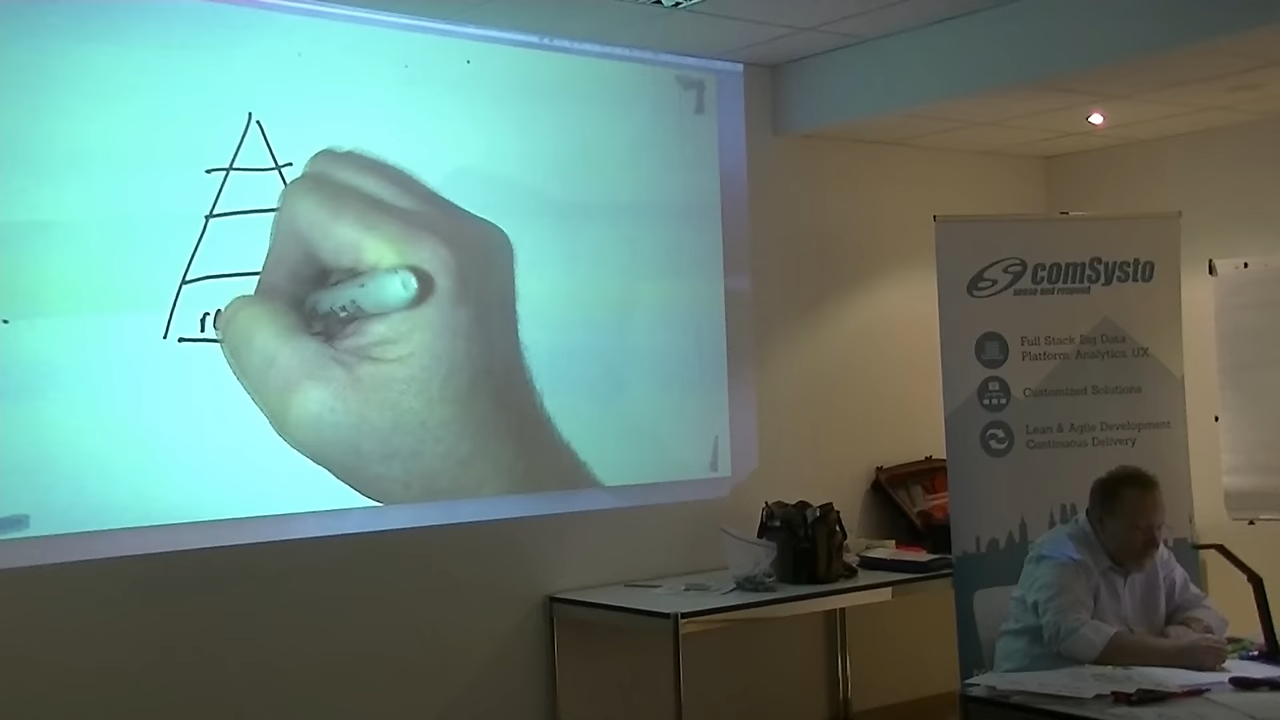 comSysto
sense and respond
Full Stack Big Data
Platform, Analytics, UX
Customized Solutions
Lean & Agile Development
Continuous Delivery